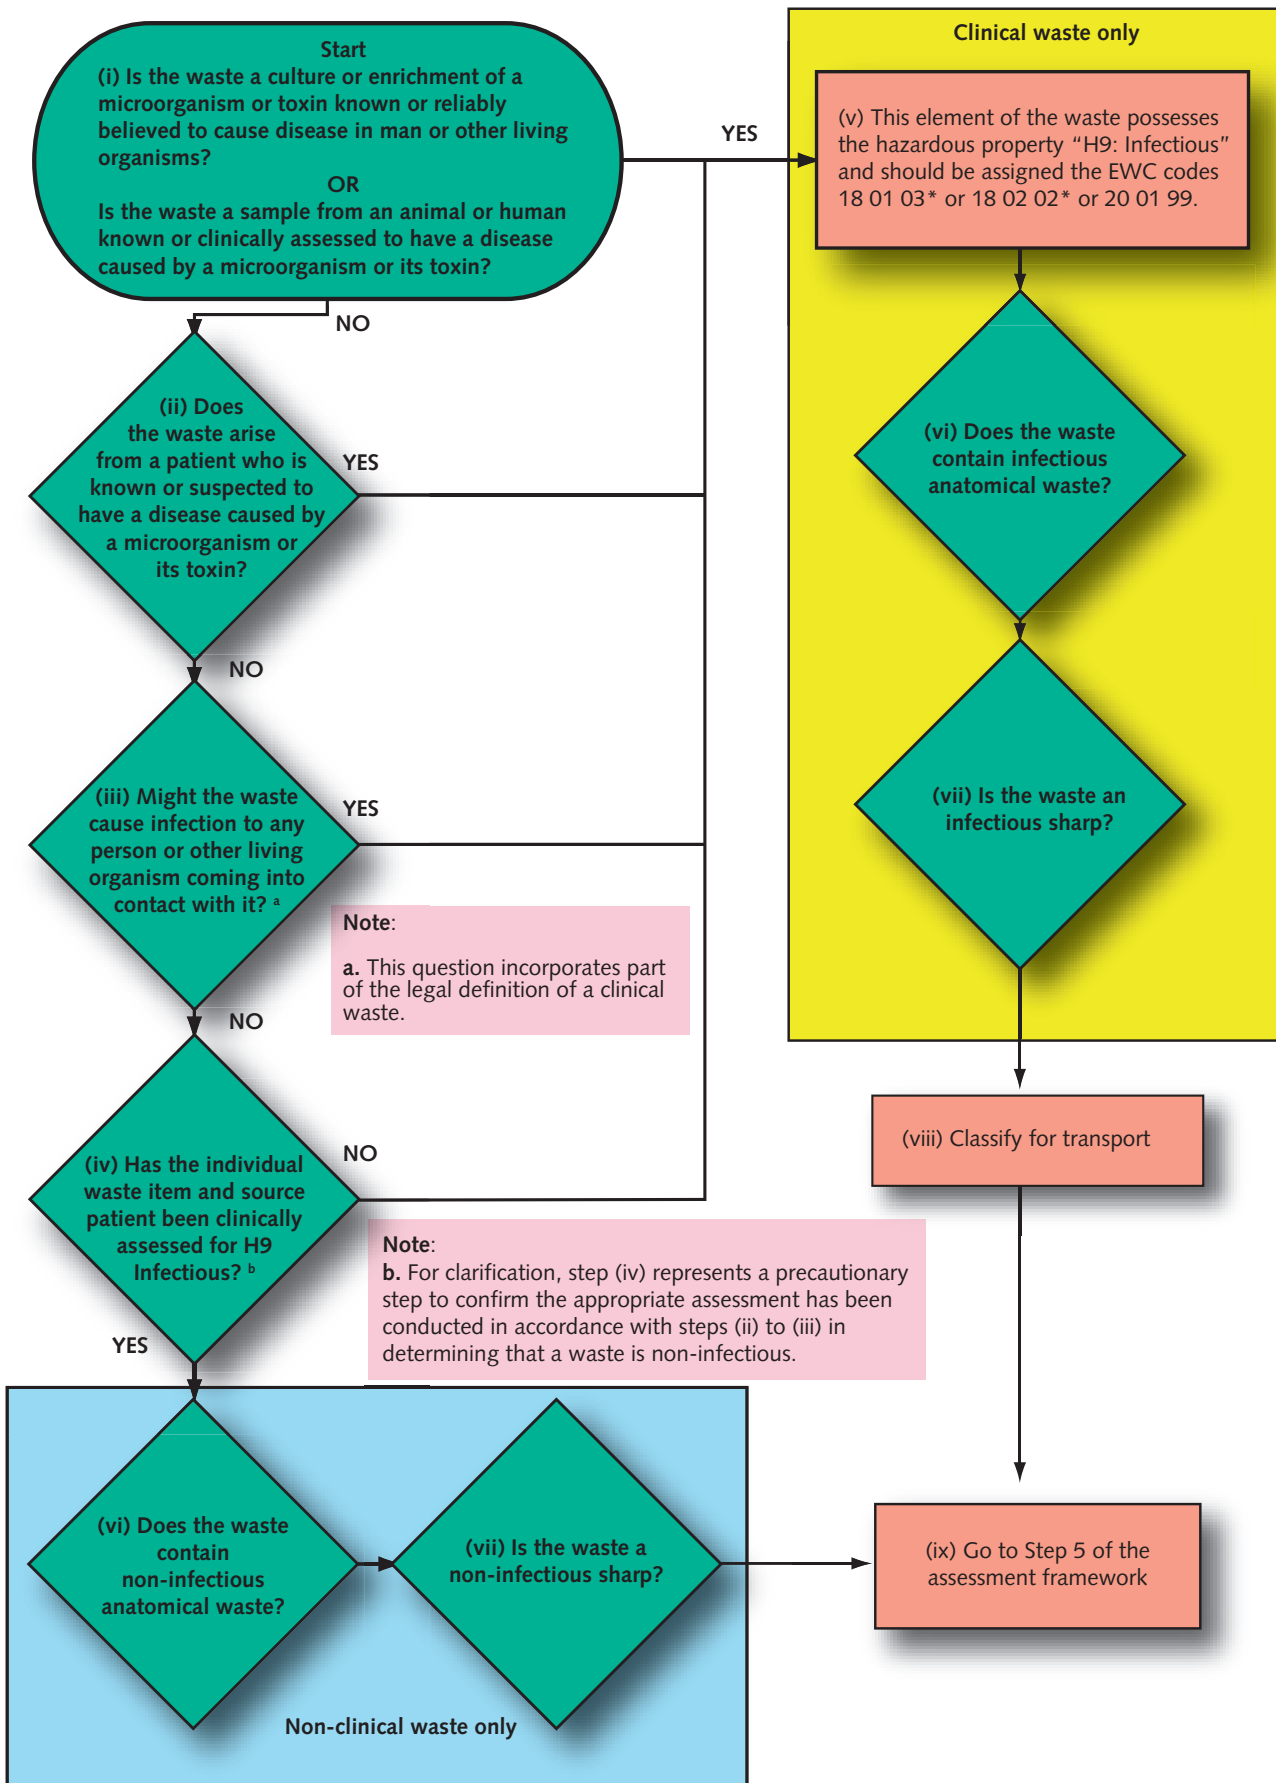 Start
(i) Is the waste a culture or enrichment of a
microorganism or toxin known or reliably
believed to cause disease in man or other living
organisms?
OR
Is the waste a sample from an animal or human
known or clinically assessed to have a disease
caused by a microorganism or its toxin?
YES
NO
(ii) Does
the waste arise
from a patient who is
known or suspected to
have a disease caused by
a microorganism or
its toxin?
YES
NO
(iii) Might the waste
cause infection to any
person or other living
organism coming into
contact with it? a
YES
NO
Note:
a. This question incorporates part
of the legal definition of a clinical
waste.
(iv) Has the individual
waste item and source
patient been clinically
assessed for H9
Infectious? b
NO
YES
Note:
b. For clarification, step (iv) represents a precautionary
step to confirm the appropriate assessment has been
conducted in accordance with steps (ii) to (iii) in
determining that a waste is non-infectious.
(vi) Does the waste
contain
non-infectious
anatomical waste?
(vii) Is the waste a
non-infectious sharp?
Non-clinical waste only
Clinical waste only
(v) This element of the waste possesses
the hazardous property “H9: Infectious”
and should be assigned the EWC codes
18 01 03* or 18 02 02* or 20 01 99.
(vi) Does the waste
contain infectious
anatomical waste?
(vii) Is the waste an
infectious sharp?
(viii) Classify for transport
(ix) Go to Step 5 of the
assessment framework